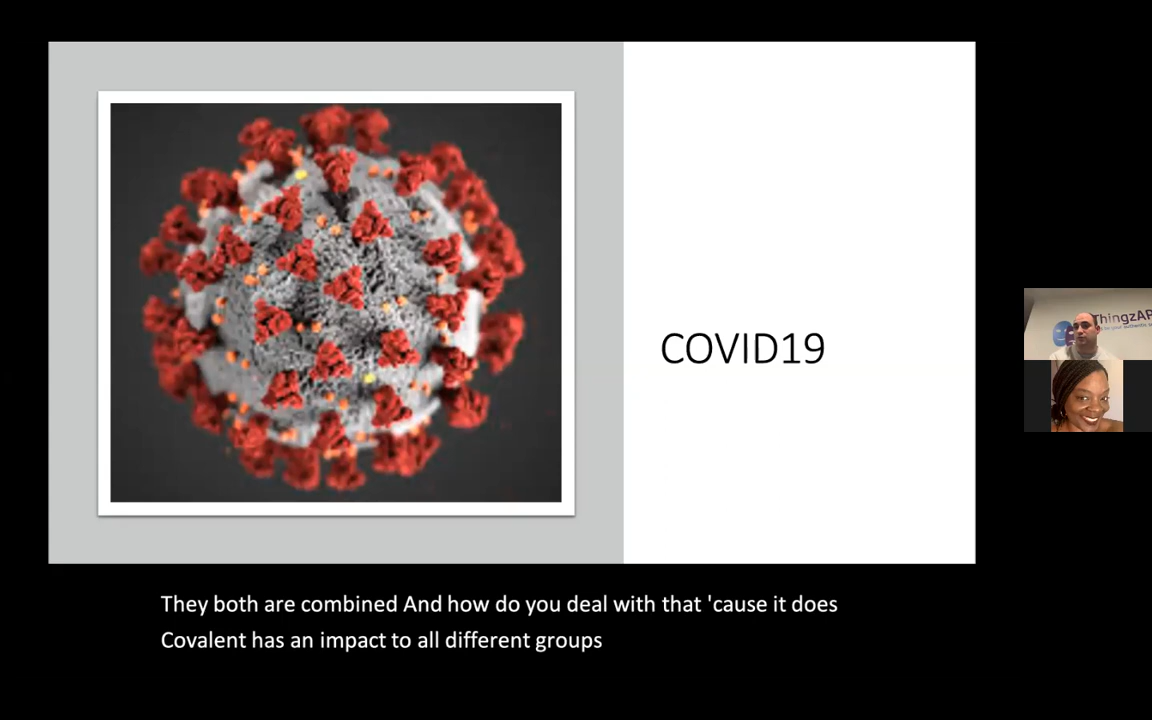 COVID19
ThingzAP
They both are combined And how do you deal with that 'cause it does
Covalent has an impact to all different groups